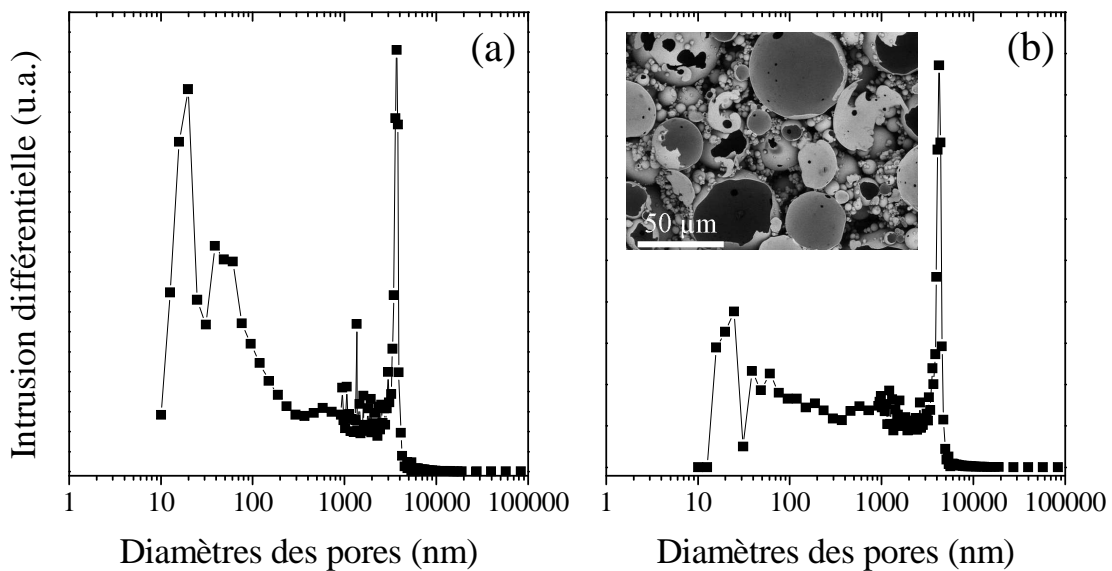 Intrusion différentielle (u.a.)
(a)
1 10 100 1000 10000 100000
Diamètres des pores (nm)
(b)
50 µm
1 10 100 1000 10000 100000
Diamètres des pores (nm)